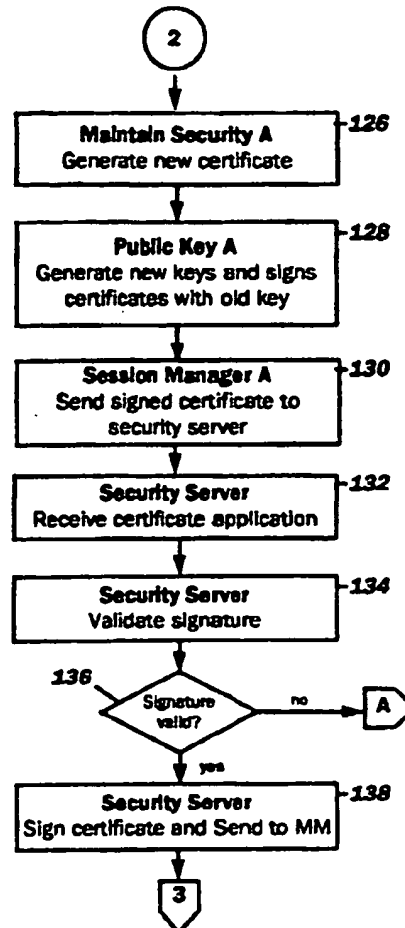 2
Maintain Security A
126
Generate new certificate
Public Key A
128
Generate new keys and signs
certificates with old key
Session Manager A
130
Send signed certificate to
security server
Security Server
132
Receive certificate application
Security Server
134
Validate signature
136
Signature
valid?
no
A
yes
Security Server
138
Sign certificate and Send to MM
3